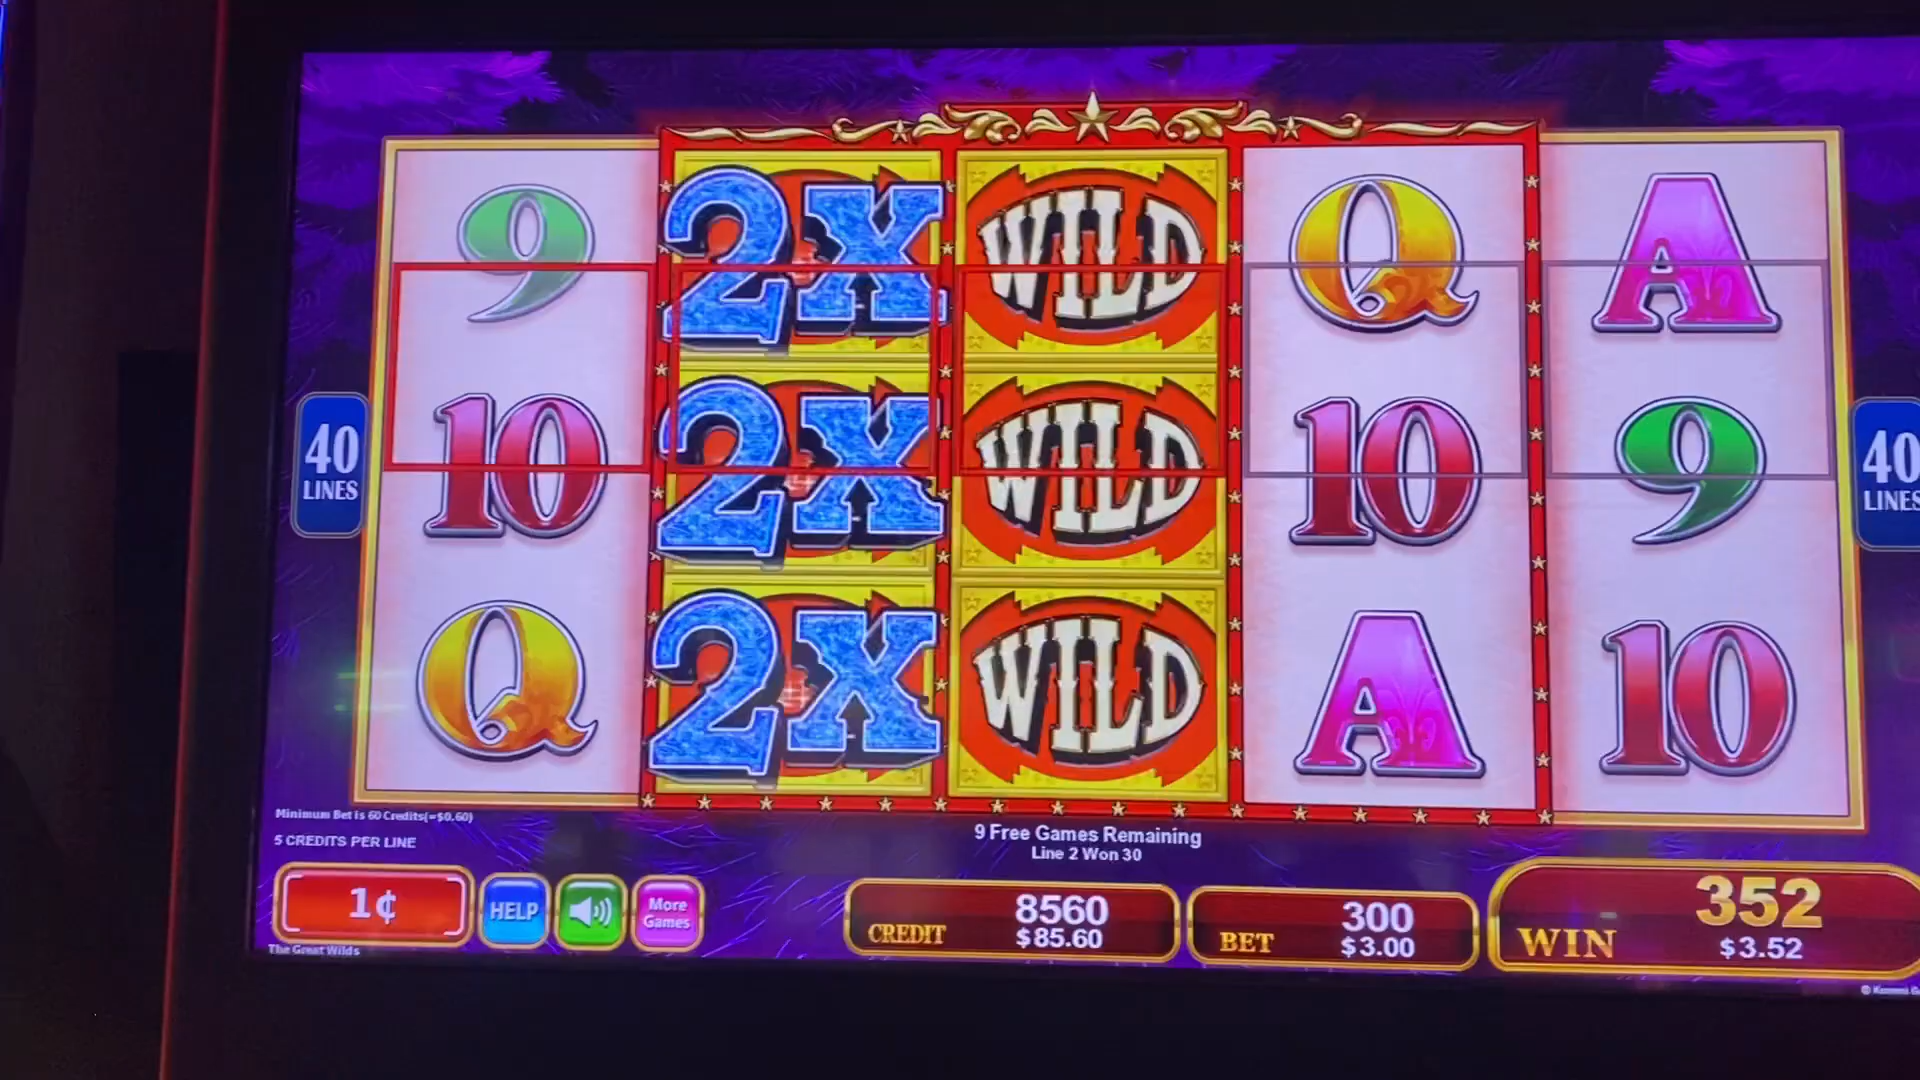 9 2X WILD Q A
10 2X WILD 10 9
Q 2X WILD A 10
40 LINES
40 LINES
Minimum Bet is 60 Credits(=$0.60)
5 CREDITS PER LINE
9 Free Games Remaining
Line 2 Won 30
1¢
HELP
More Games
CREDIT 8560 $85.60
BET 300 $3.00
WIN 352 $3.52
The Great Wilds